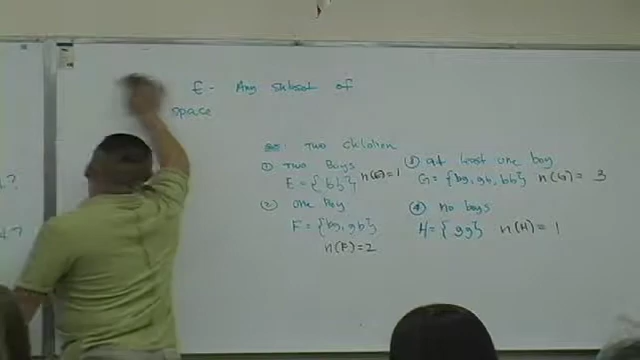 E - Any subset of
space
Two Children
① Two Boys
E = {bb} n(E)=1
② One Boy
F = {bg, gb}
n(F)=2
③ at least one boy
G = {bg, gb, bb} n(G) = 3
④ no boys
H = {gg} n(H) = 1
?
?